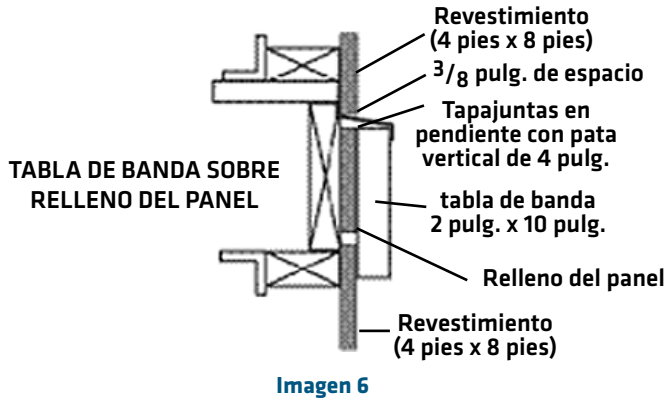 Revestimiento
(4 pies x 8 pies)
3/8 pulg. de espacio
Tapajuntas en
pendiente con pata
vertical de 4 pulg.
TABLA DE BANDA SOBRE
RELLENO DEL PANEL
tabla de banda
2 pulg. x 10 pulg.
Relleno del panel
Revestimiento
(4 pies x 8 pies)
Imagen 6